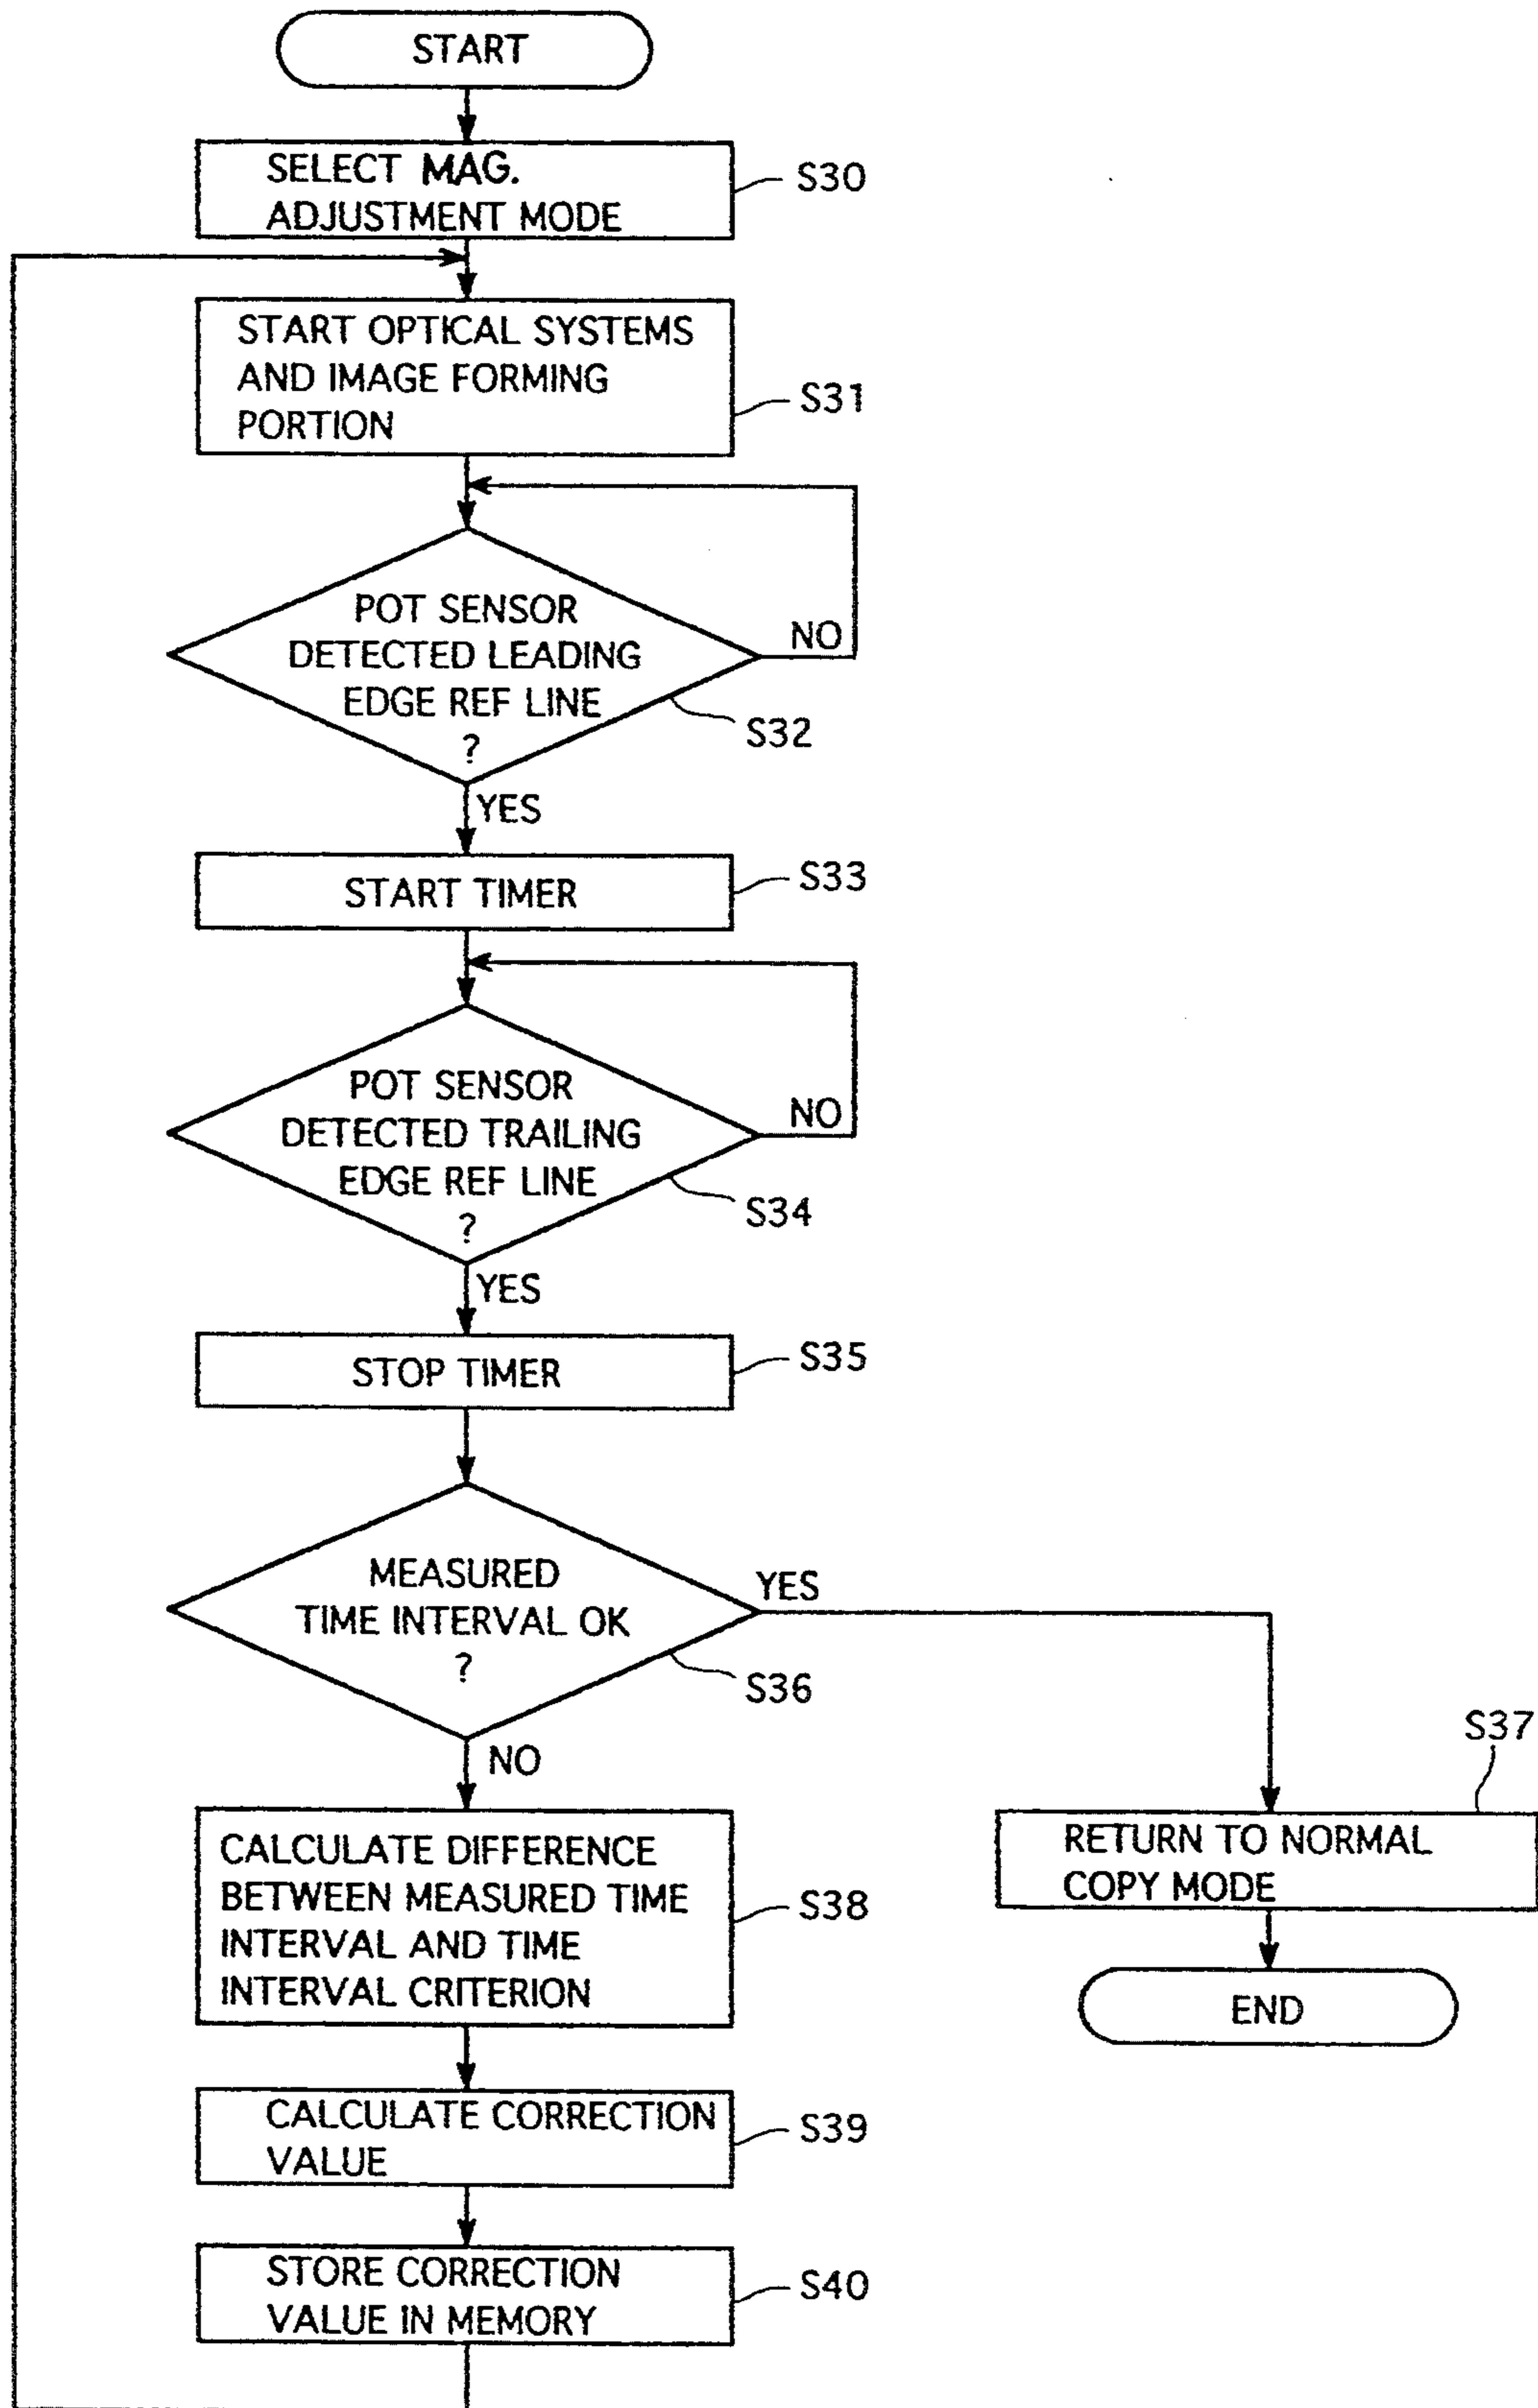 START
SELECT MAG.
ADJUSTMENT MODE
S30
START OPTICAL SYSTEMS
AND IMAGE FORMING
PORTION
S31
POT SENSOR
DETECTED LEADING
EDGE REF LINE
?
NO
S32
YES
START TIMER
S33
POT SENSOR
DETECTED TRAILING
EDGE REF LINE
?
NO
S34
YES
STOP TIMER
S35
MEASURED
TIME INTERVAL OK
?
YES
S36
NO
S37
RETURN TO NORMAL
COPY MODE
END
CALCULATE DIFFERENCE
BETWEEN MEASURED TIME
INTERVAL AND TIME
INTERVAL CRITERION
S38
CALCULATE CORRECTION
VALUE
S39
STORE CORRECTION
VALUE IN MEMORY
S40